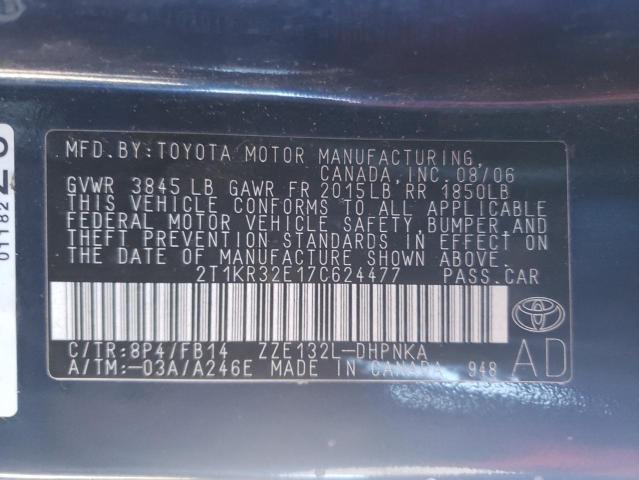 MFD.BY:TOYOTA MOTOR MANUFACTURING,
CANADA,INC. 08/06
GVWR 3845 LB GAWR FR 2015LB RR 1850LB
THIS VEHICLE CONFORMS TO ALL APPLICABLE
FEDERAL MOTOR VEHICLE SAFETY,BUMPER,AND
THEFT PREVENTION STANDARDS IN EFFECT ON
THE DATE OF MANUFACTURE SHOWN ABOVE.
2T1KR32E17C624477 PASS.CAR
C/TR:8P4/FB14 ZZE132L-DHPNKA
A/TM:-03A/A246E MADE IN CANADA 948
AD
01182